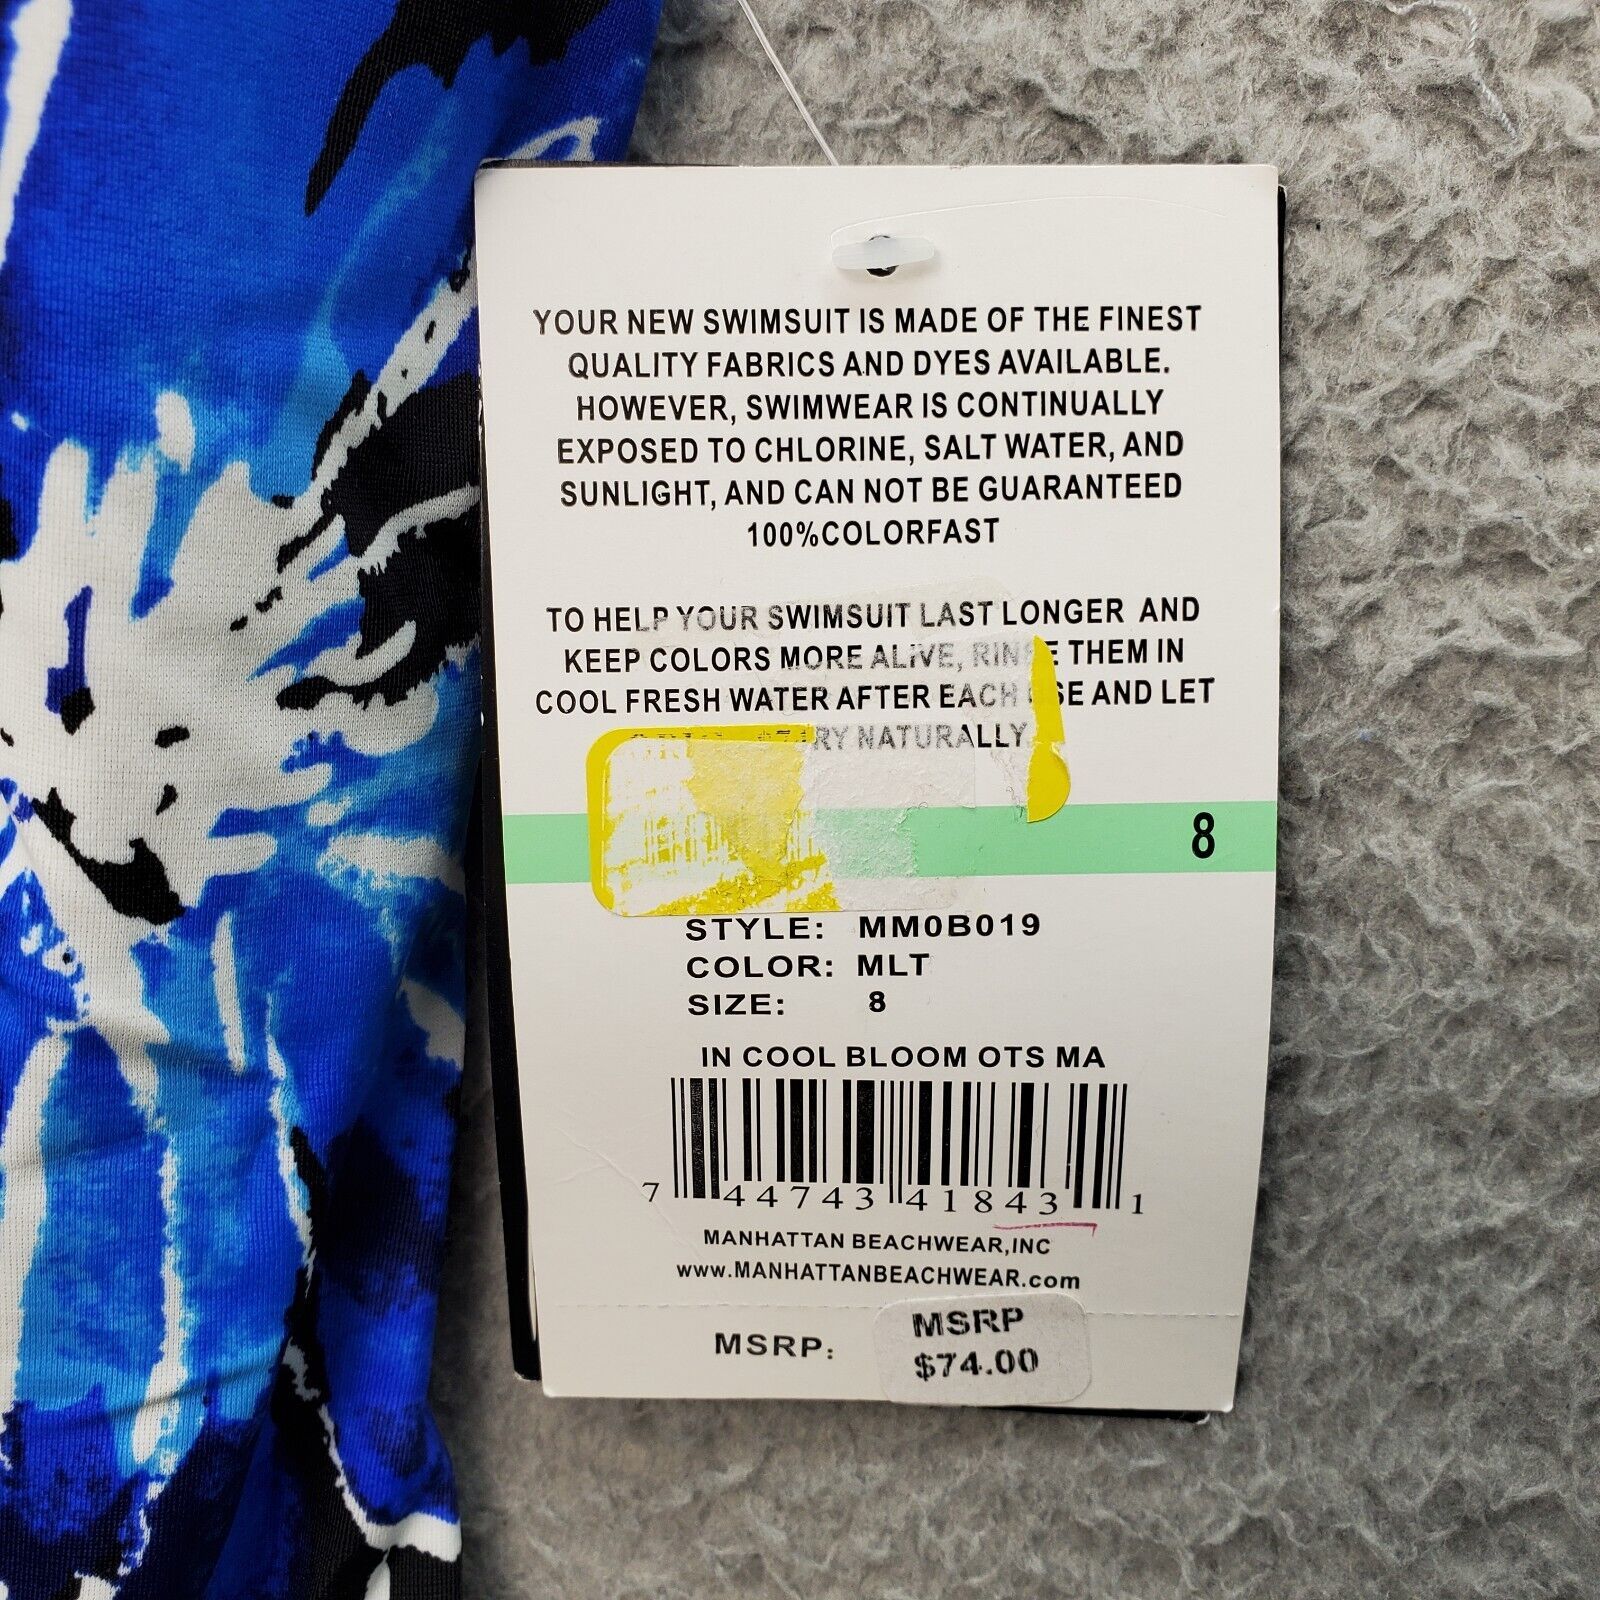 YOUR NEW SWIMSUIT IS MADE OF THE FINEST
QUALITY FABRICS AND DYES AVAILABLE.
HOWEVER, SWIMWEAR IS CONTINUALLY
EXPOSED TO CHLORINE, SALT WATER, AND
SUNLIGHT, AND CAN NOT BE GUARANTEED
100%COLORFAST
TO HELP YOUR SWIMSUIT LAST LONGER AND
KEEP COLORS MORE ALIVE, RINSE THEM IN
COOL FRESH WATER AFTER EACH USE AND LET
NATURALLY
8
STYLE: MM0B019
COLOR: MLT
SIZE: 8
IN COOL BLOOM OTS MA
7 44743 41843 1
MANHATTAN BEACHWEAR,INC
www.MANHATTANBEACHWEAR.com
MSRP: MSRP
$74.00